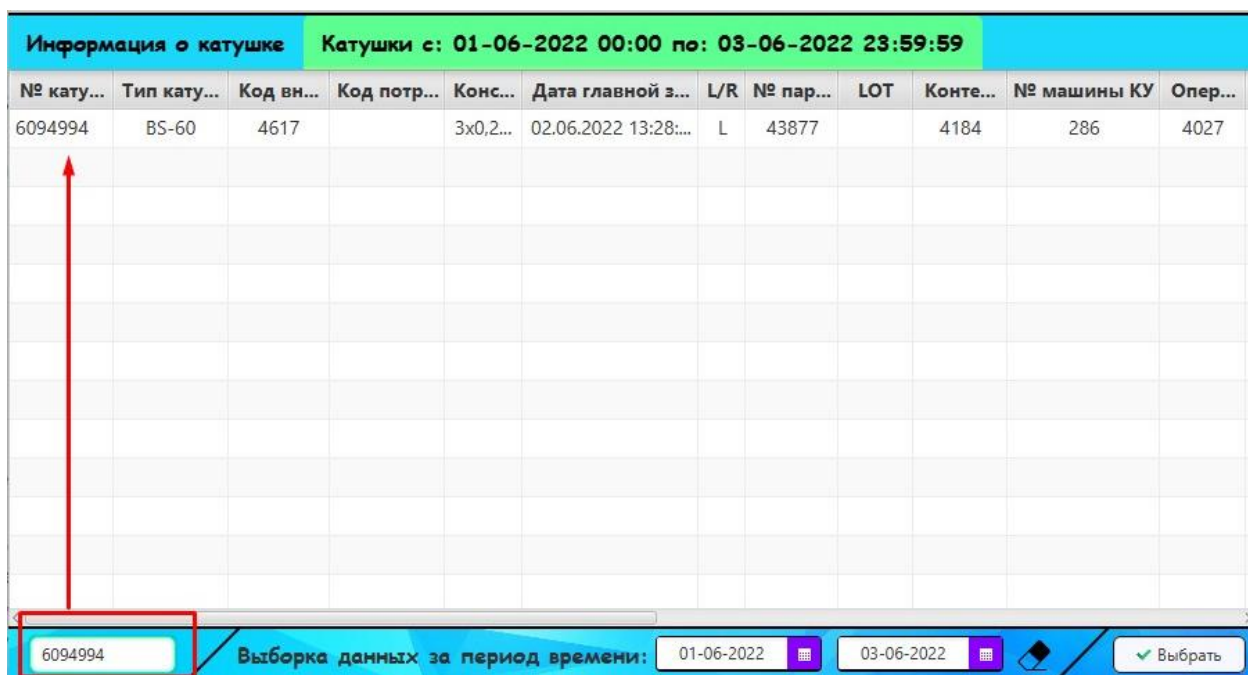 Информация о катушке Катушки с: 01-06-2022 00:00 по: 03-06-2022 23:59:59
№ кату... Тип кату... Код вн... Код потр... Конс... Дата главной з... L/R № пар... LOT Конте... № машины КУ Опер...
6094994 BS-60 4617 3x0,2... 02.06.2022 13:28:... L 43877 4184 286 4027
6094994 Выборка данных за период времени: 01-06-2022 03-06-2022 Выбрать